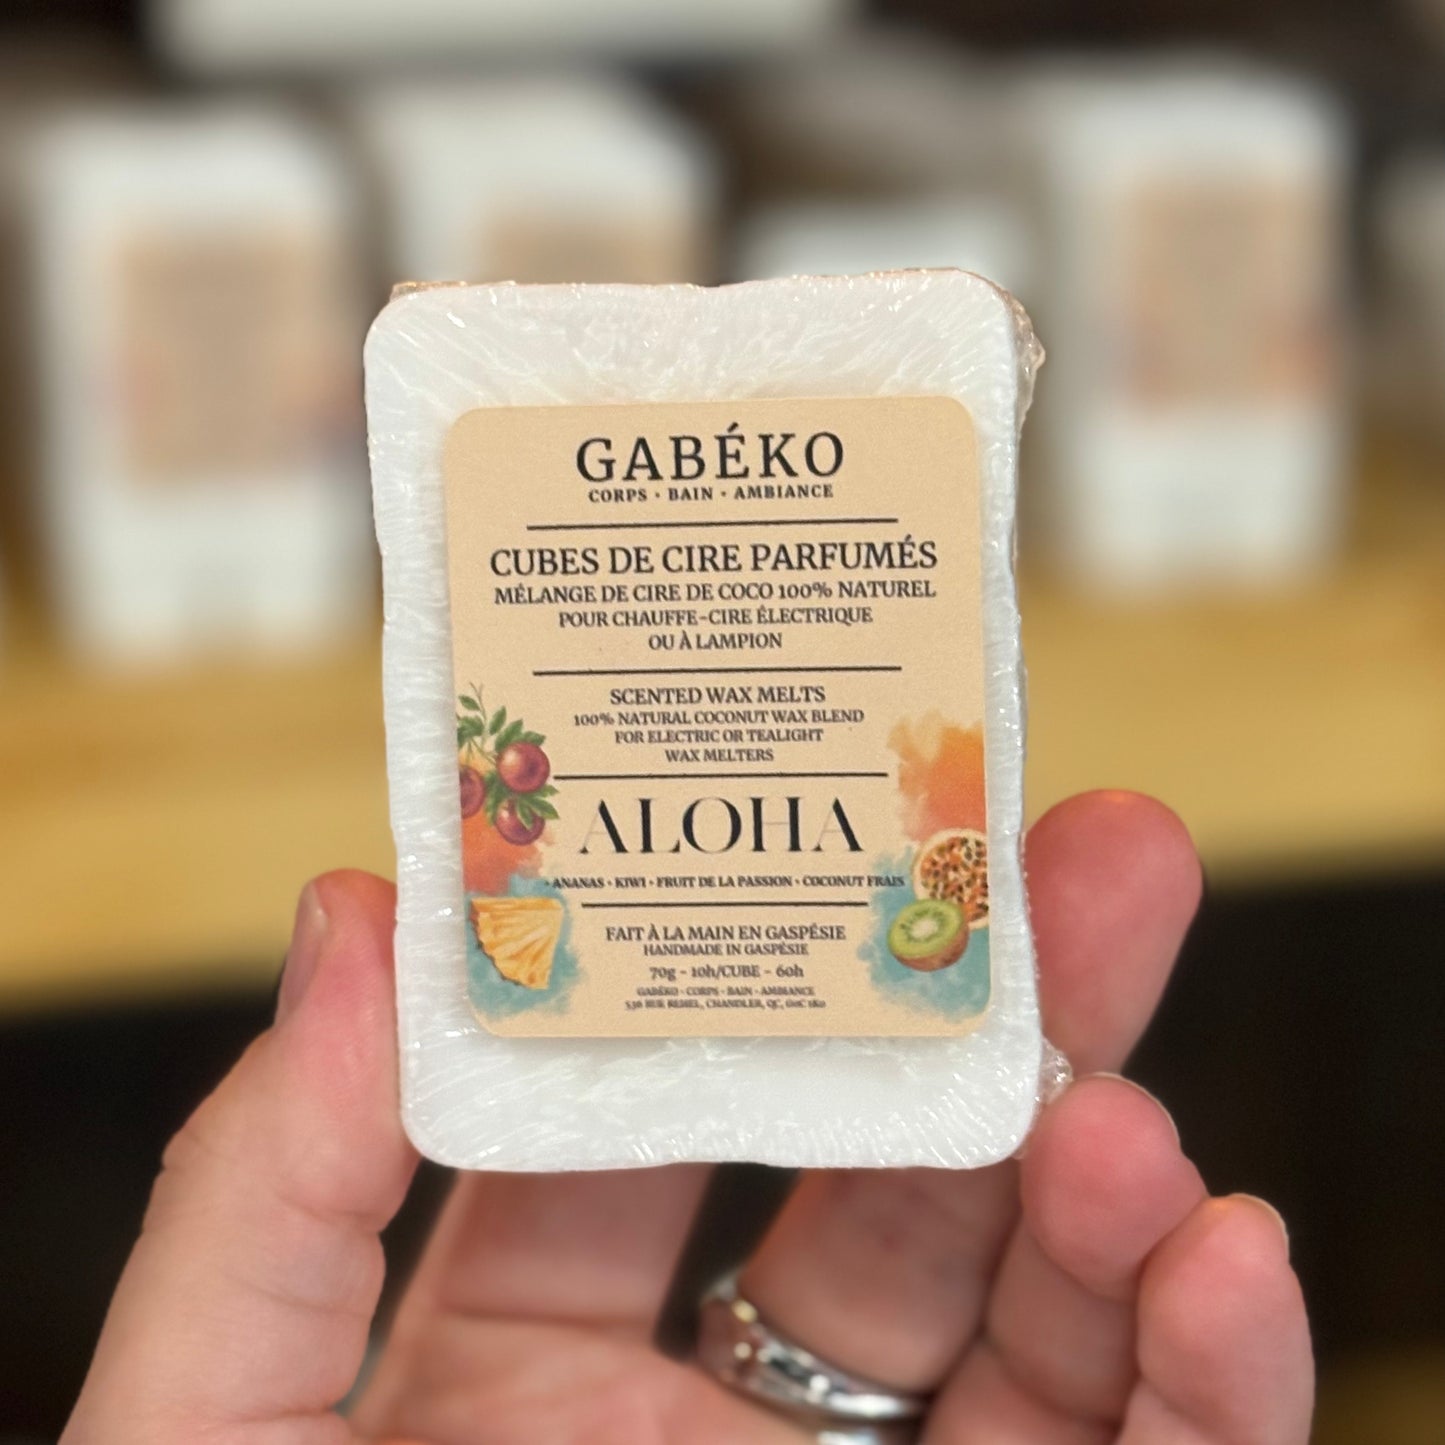 GABÉKO
CORPS • BAIN • AMBIANCE
CUBES DE CIRE PARFUMÉS
MÉLANGE DE CIRE DE COCO 100% NATUREL
POUR CHAUFFE-CIRE ÉLECTRIQUE
OU À LAMPION
SCENTED WAX MELTS
100% NATURAL COCONUT WAX BLEND
FOR ELECTRIC OR TEALIGHT
WAX MELTERS
ALOHA
• ANANAS • KIWI • FRUIT DE LA PASSION • COCONUT FRAIS
FAIT À LA MAIN EN GASPÉSIE
HANDMADE IN GASPÉSIE
70g - 10h/CUBE - 60h
GABÉKO - CORPS - BAIN - AMBIANCE
RUE CHANDLER, QC,